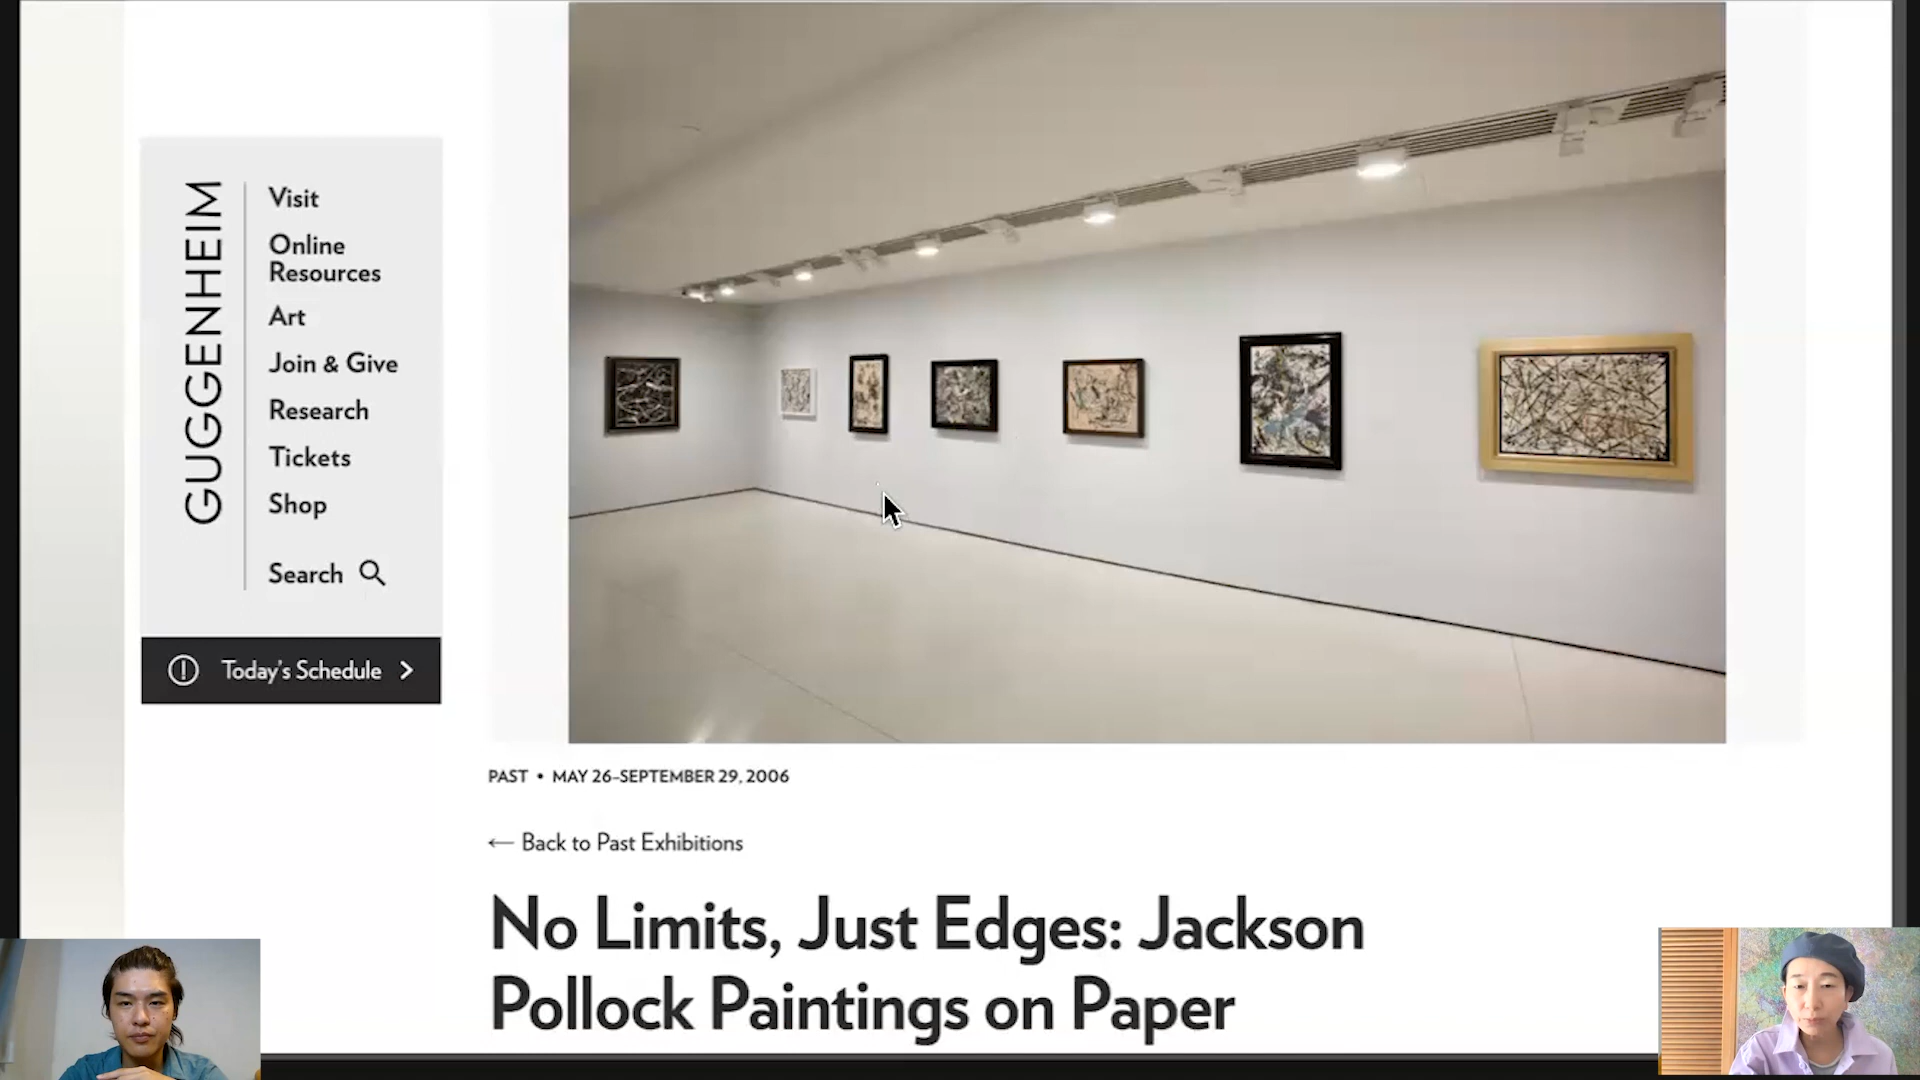 GUGGENHEIM
Visit
Online
Resources
Art
Join & Give
Research
Tickets
Shop
Search
Today's Schedule
PAST • MAY 26–SEPTEMBER 29, 2006
← Back to Past Exhibitions
No Limits, Just Edges: Jackson
Pollock Paintings on Paper